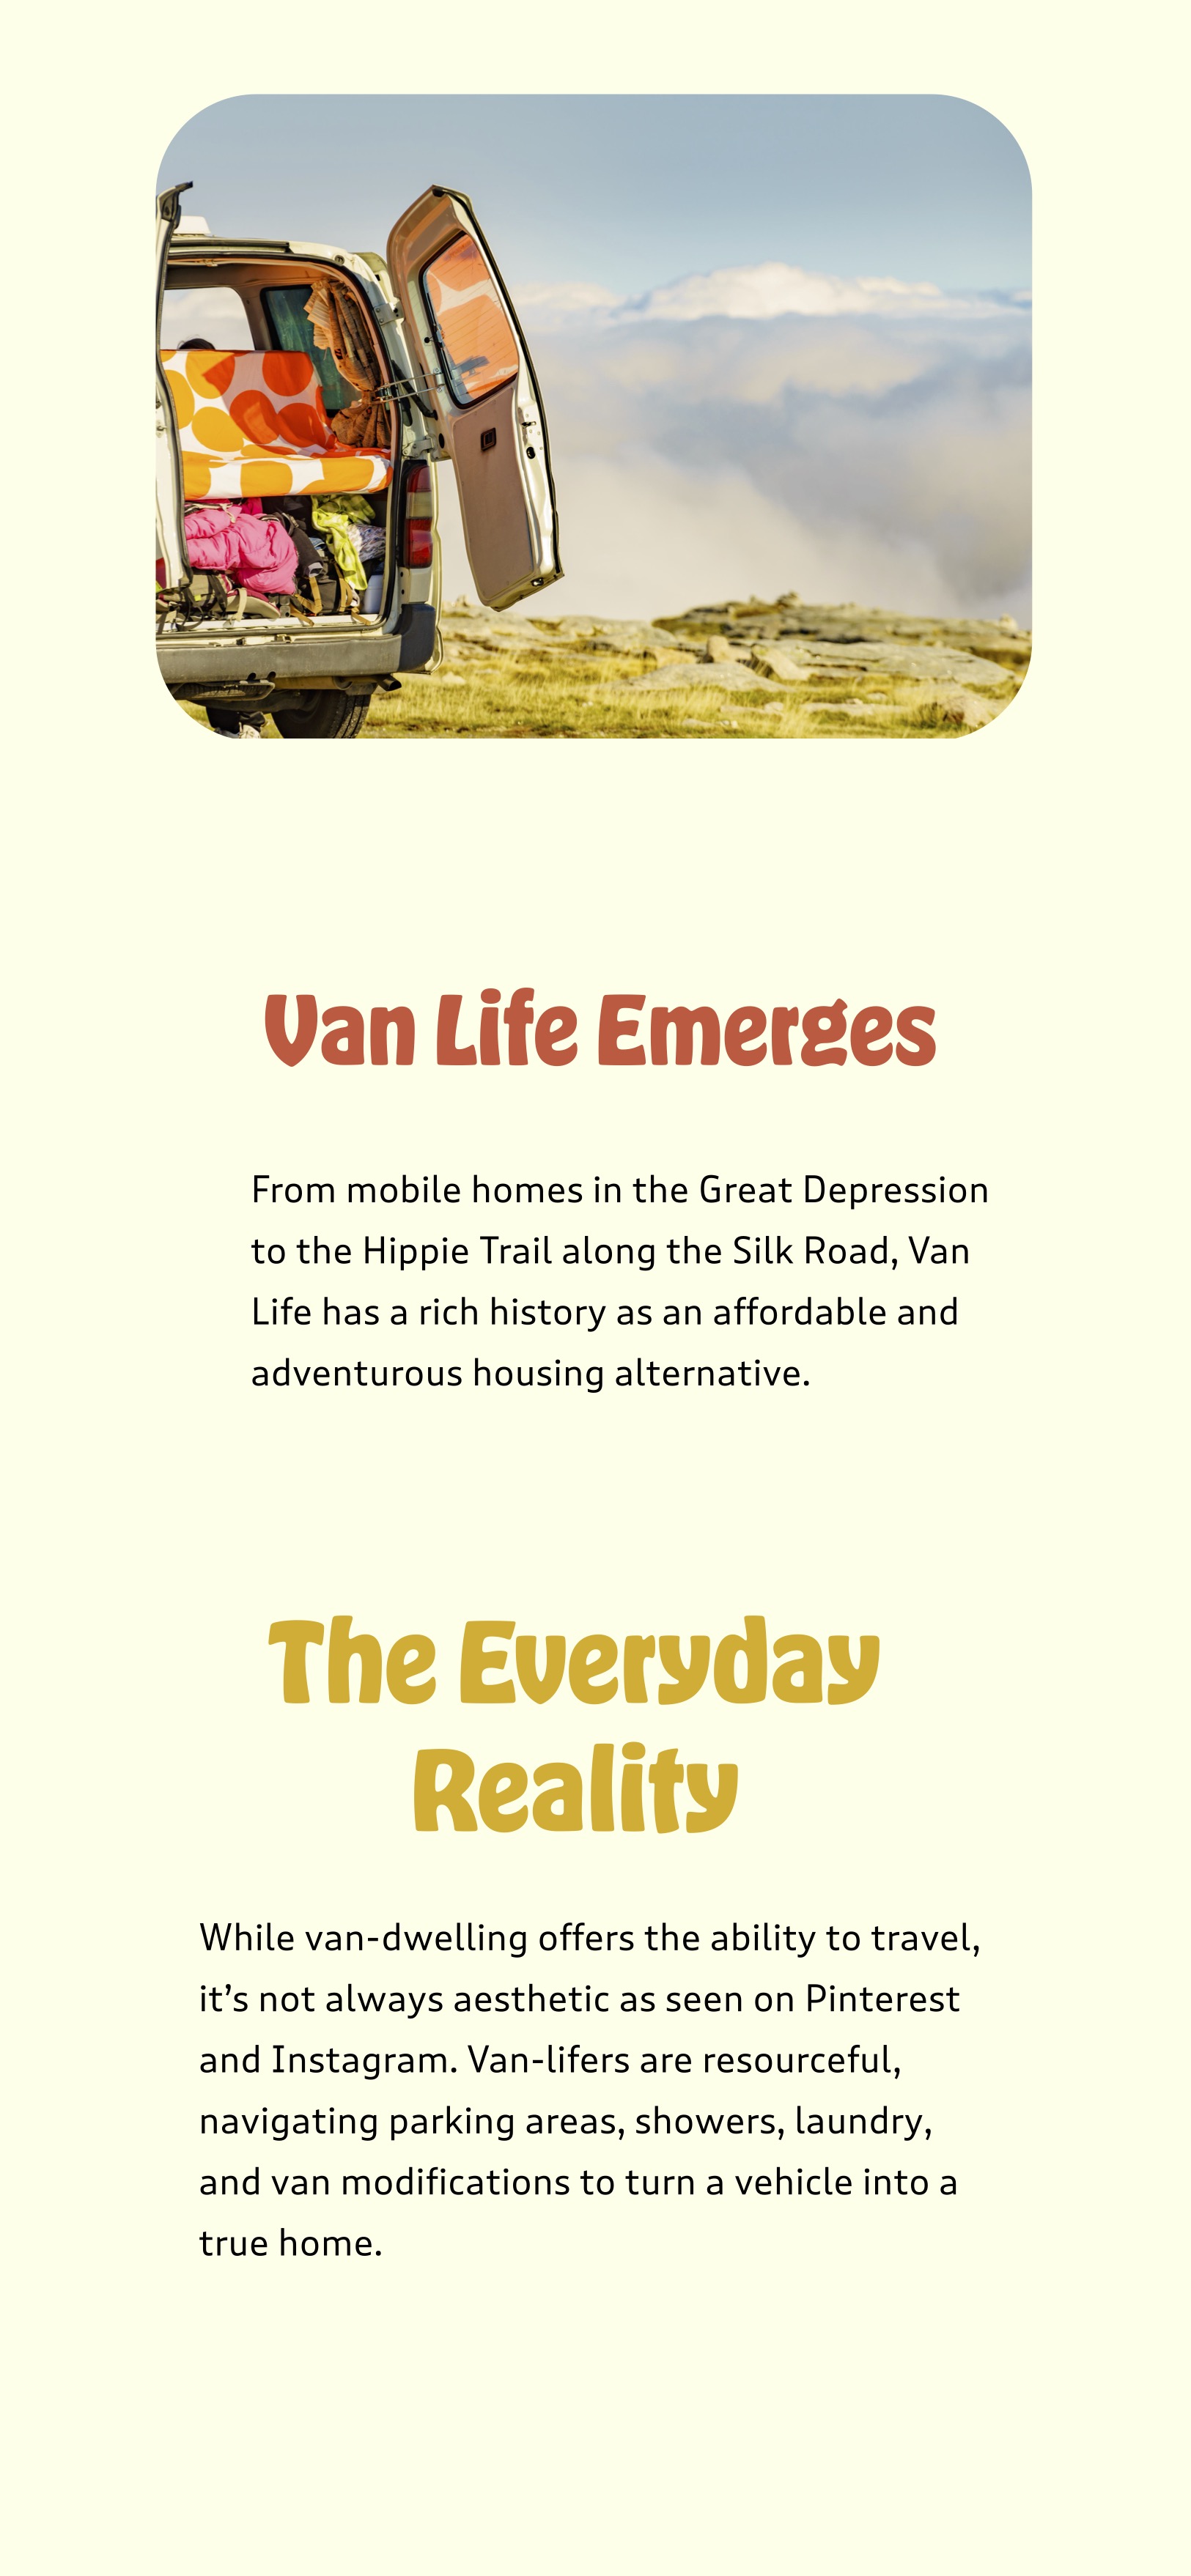 Van Life Emerges
From mobile homes in the Great Depression
to the Hippie Trail along the Silk Road, Van
Life has a rich history as an affordable and
adventurous housing alternative.
The Everyday
Reality
While van-dwelling offers the ability to travel,
it’s not always aesthetic as seen on Pinterest
and Instagram. Van-lifers are resourceful,
navigating parking areas, showers, laundry,
and van modifications to turn a vehicle into a
true home.